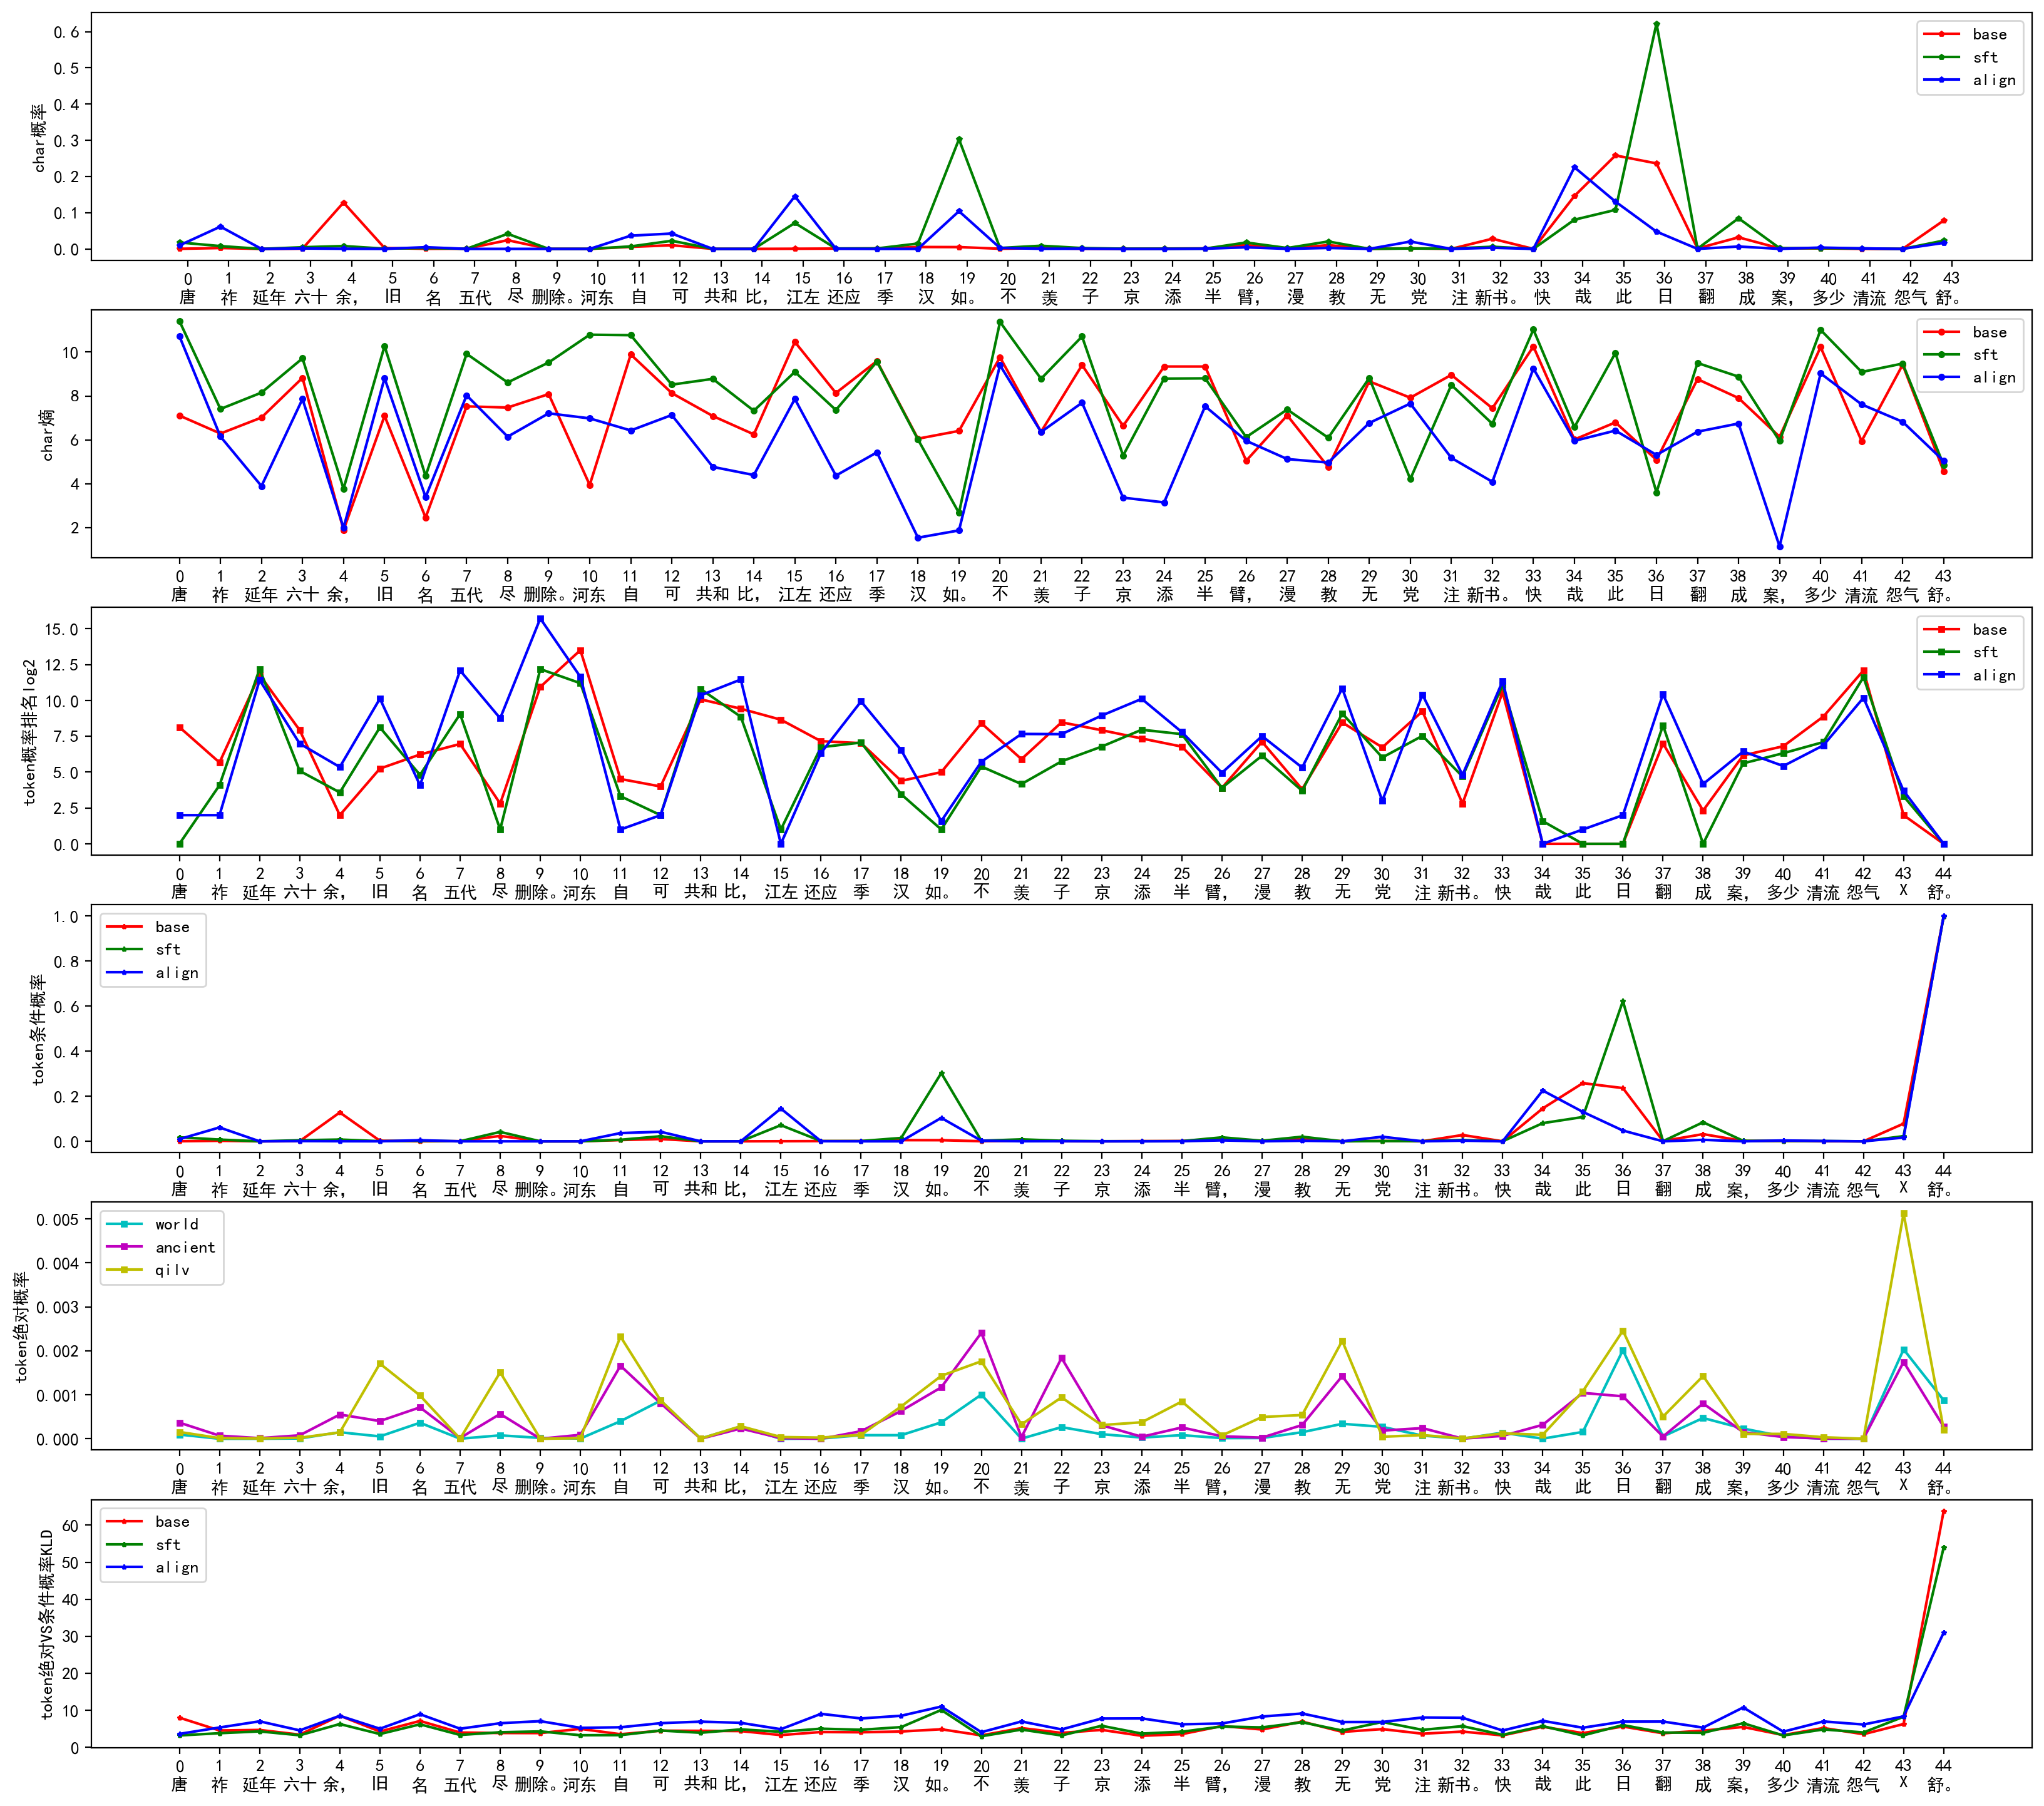 char概率
0.6
0.5
0.4
0.3
0.2
0.1
0.0
base
sft
align
0 1 2 3 4 5 6 7 8 9 10 11 12 13 14 15 16 17 18 19 20 21 22 23 24 25 26 27 28 29 30 31 32 33 34 35 36 37 38 39 40 41 42 43
唐 祚 延年 六十 余, 旧 名 五代 尽 删除。 河东 自 可 共和 比, 江左 还应 季 汉 如。 不 羡 子 京 添 半 臂, 漫 教 无 党 注 新书。 快 哉 此 日 翻 成 案, 多少 清流 怨气 舒。
char熵
10
8
6
4
2
base
sft
align
0 1 2 3 4 5 6 7 8 9 10 11 12 13 14 15 16 17 18 19 20 21 22 23 24 25 26 27 28 29 30 31 32 33 34 35 36 37 38 39 40 41 42 43
唐 祚 延年 六十 余, 旧 名 五代 尽 删除。 河东 自 可 共和 比, 江左 还应 季 汉 如。 不 羡 子 京 添 半 臂, 漫 教 无 党 注 新书。 快 哉 此 日 翻 成 案, 多少 清流 怨气 舒。
token概率排名log2
15.0
12.5
10.0
7.5
5.0
2.5
0.0
base
sft
align
0 1 2 3 4 5 6 7 8 9 10 11 12 13 14 15 16 17 18 19 20 21 22 23 24 25 26 27 28 29 30 31 32 33 34 35 36 37 38 39 40 41 42 43 44
唐 祚 延年 六十 余, 旧 名 五代 尽 删除。 河东 自 可 共和 比, 江左 还应 季 汉 如。 不 羡 子 京 添 半 臂, 漫 教 无 党 注 新书。 快 哉 此 日 翻 成 案, 多少 清流 怨气 X 舒。
token条件概率
1.0
0.8
0.6
0.4
0.2
0.0
base
sft
align
0 1 2 3 4 5 6 7 8 9 10 11 12 13 14 15 16 17 18 19 20 21 22 23 24 25 26 27 28 29 30 31 32 33 34 35 36 37 38 39 40 41 42 43 44
唐 祚 延年 六十 余, 旧 名 五代 尽 删除。 河东 自 可 共和 比, 江左 还应 季 汉 如。 不 羡 子 京 添 半 臂, 漫 教 无 党 注 新书。 快 哉 此 日 翻 成 案, 多少 清流 怨气 X 舒。
token绝对概率
0.005
0.004
0.003
0.002
0.001
0.000
world
ancient
qilv
0 1 2 3 4 5 6 7 8 9 10 11 12 13 14 15 16 17 18 19 20 21 22 23 24 25 26 27 28 29 30 31 32 33 34 35 36 37 38 39 40 41 42 43 44
唐 祚 延年 六十 余, 旧 名 五代 尽 删除。 河东 自 可 共和 比, 江左 还应 季 汉 如。 不 羡 子 京 添 半 臂, 漫 教 无 党 注 新书。 快 哉 此 日 翻 成 案, 多少 清流 怨气 X 舒。
token绝对VS条件概率KLD
60
50
40
30
20
10
0
base
sft
align
0 1 2 3 4 5 6 7 8 9 10 11 12 13 14 15 16 17 18 19 20 21 22 23 24 25 26 27 28 29 30 31 32 33 34 35 36 37 38 39 40 41 42 43 44
唐 祚 延年 六十 余, 旧 名 五代 尽 删除。 河东 自 可 共和 比, 江左 还应 季 汉 如。 不 羡 子 京 添 半 臂, 漫 教 无 党 注 新书。 快 哉 此 日 翻 成 案, 多少 清流 怨气 X 舒。